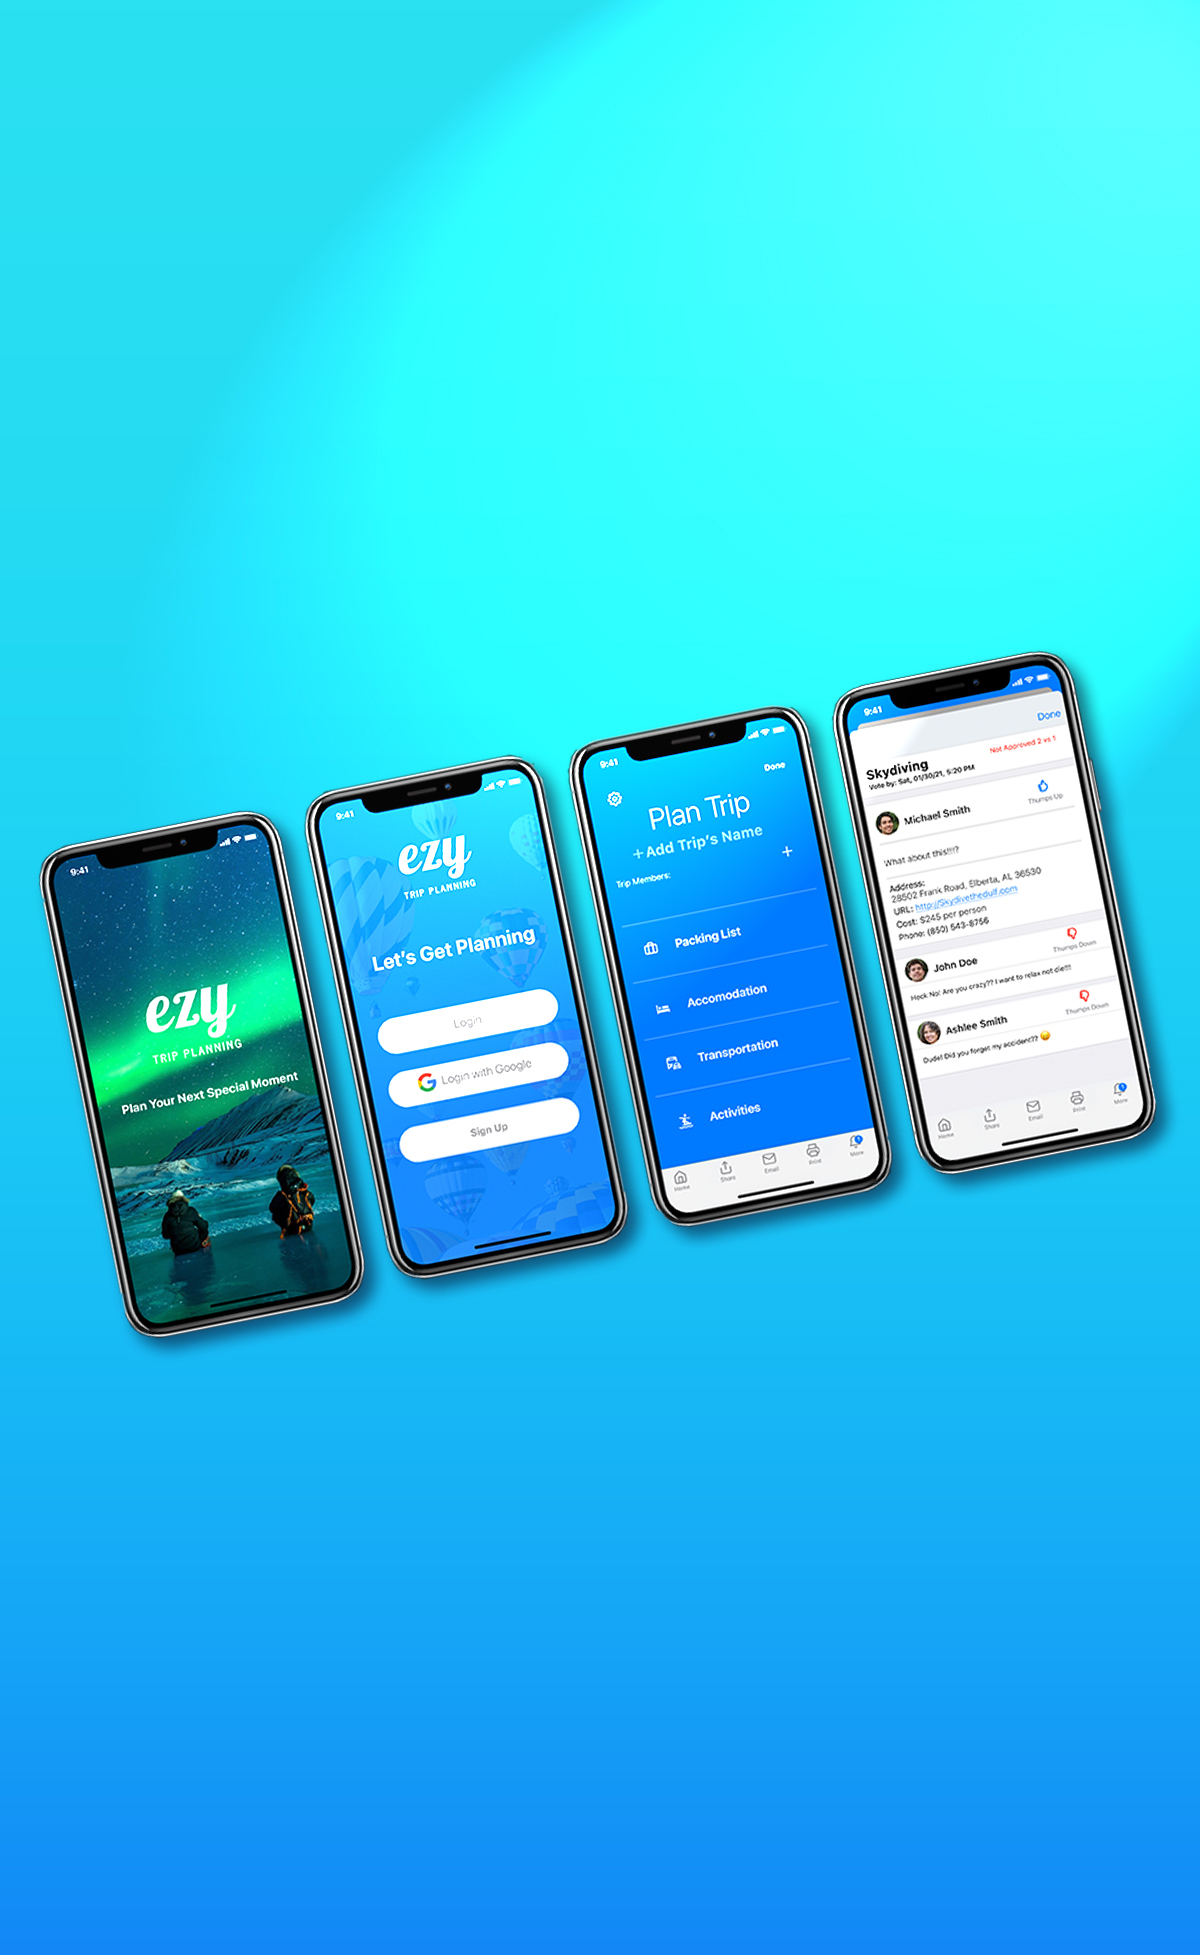 9:41
ezy
TRIP PLANNING
Plan Your Next Special Moment
9:41
ezy
TRIP PLANNING
Let's Get Planning
Login
Login with Google
Sign Up
9:41
Done
Plan Trip
+ Add Trip's Name
Trip Members:
+
Packing List
Accomodation
Transportation
Activities
Home
Share
Email
Print
More
9:41
Done
Not Approved 2 vs 1
Skydiving
Vote by: Sat, 01/30/21, 5:20 PM
Michael Smith
Thumps Up
What about this!!!!?
Address:
28502 Frank Road, Elberta, AL 36530
URL: http://Skydivethegulf.com
Cost: $245 per person
Phone: (850) 543-8756
John Doe
Thumps Down
Heck No! Are you crazy?? I want to relax not die!!!
Ashlee Smith
Thumps Down
Dude! Did you forget my accident?? 😄
Home
Share
Email
Print
More